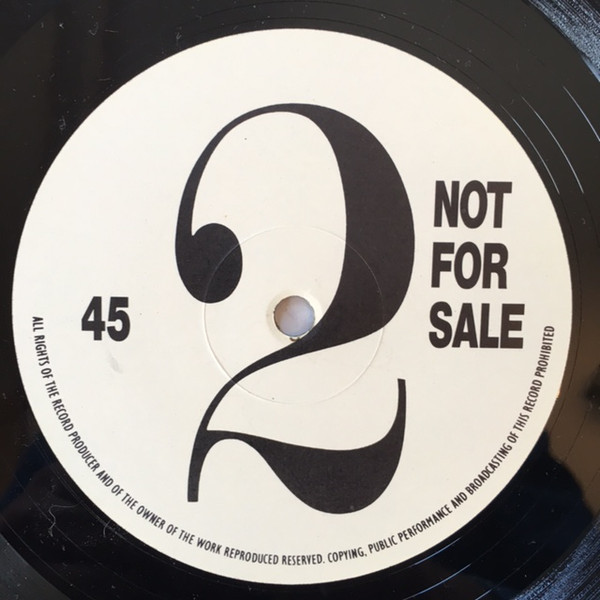 2
NOT
FOR
SALE
45
ALL RIGHTS OF THE RECORD PRODUCER AND OF THE OWNER OF THE WORK REPRODUCED RESERVED. COPYING, PUBLIC PERFORMANCE AND BROADCASTING OF THIS RECORD PROHIBITED